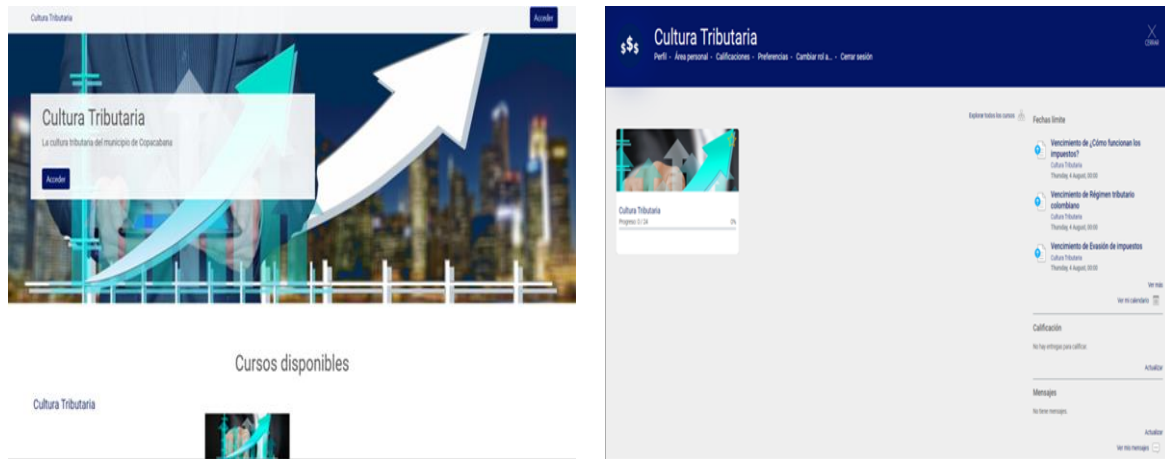 Cultura Tributaria
Acceder
Cultura Tributaria
La cultura tributaria del municipio de Copacabana
Acceder
Cursos disponibles
Cultura Tributaria
$$$
Cultura Tributaria
Perfil - Área personal - Calificaciones - Preferencias - Cambiar rol a... - Cerrar sesión
CERRAR
Explorar todos los cursos
Cultura Tributaria
Progreso: 0 / 24
0%
Fechas límite
Vencimiento de ¿Cómo funcionan los
impuestos?
Cultura Tributaria
Thursday, 4 August, 00:00
Vencimiento de Régimen tributario
colombiano
Cultura Tributaria
Thursday, 4 August, 00:00
Vencimiento de Evasión de impuestos
Cultura Tributaria
Thursday, 4 August, 00:00
Ver más
Ver mi calendario
Calificación
No hay entregas para calificar.
Actualizar
Mensajes
No tiene mensajes.
Actualizar
Ver mis mensajes